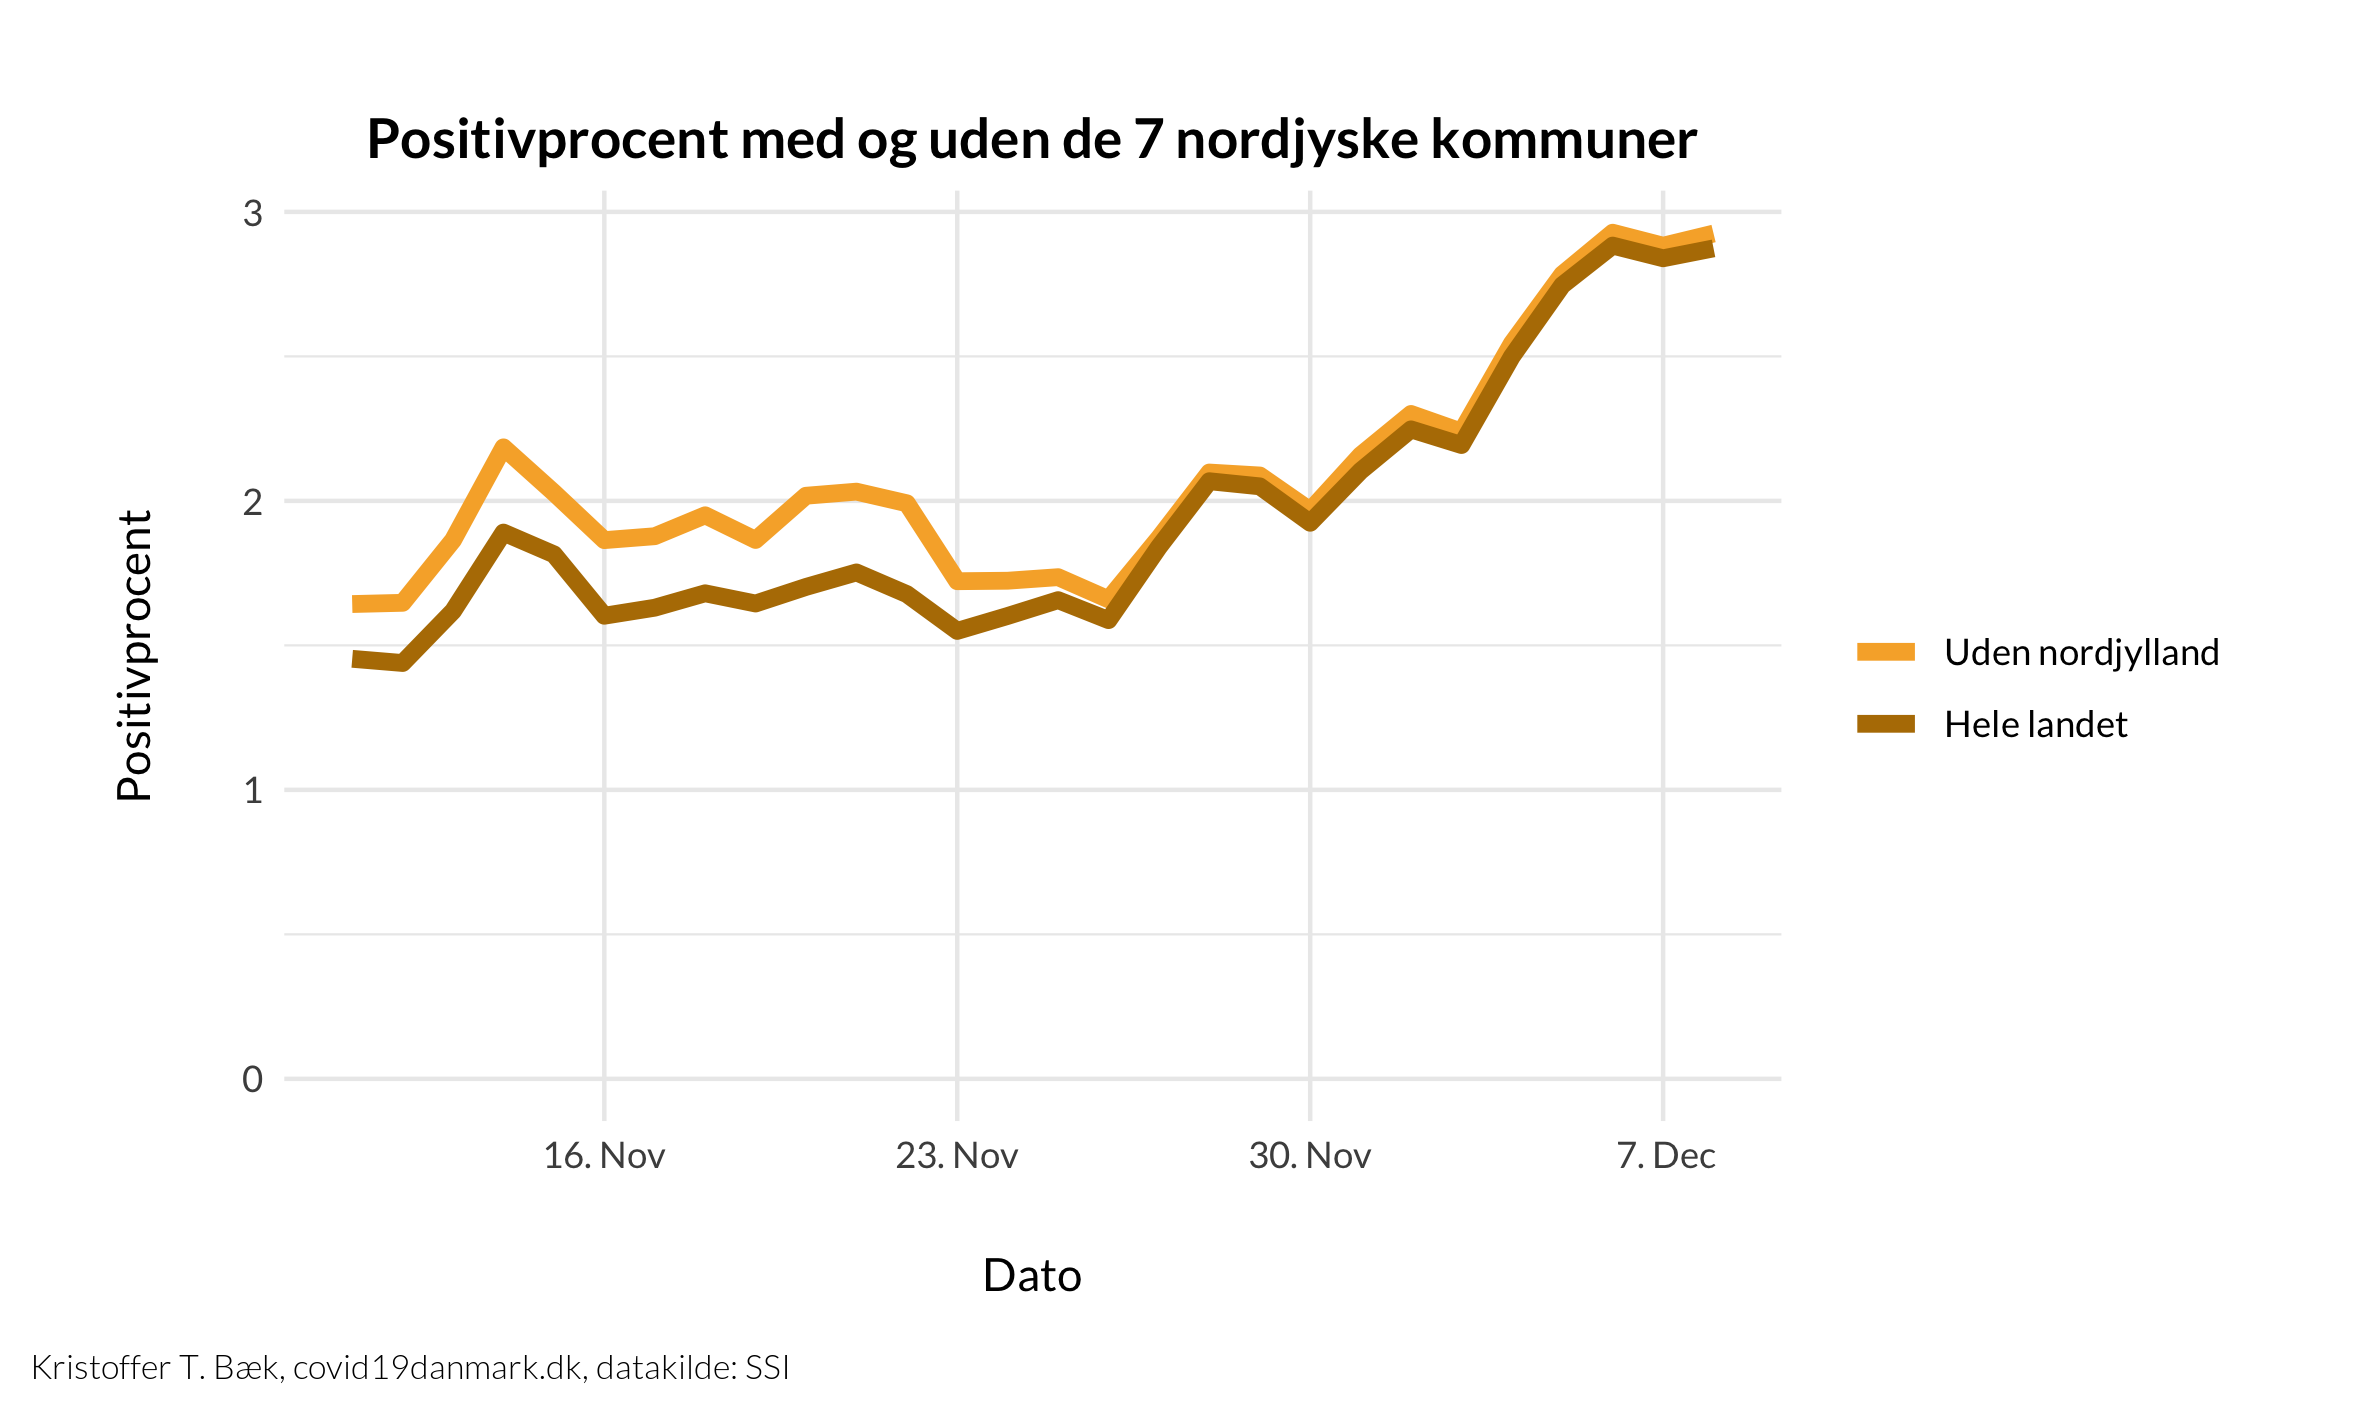 Positivprocent med og uden de 7 nordjyske kommuner
Positivprocent
3
2
1
0
16. Nov
23. Nov
30. Nov
7. Dec
Dato
Uden nordjylland
Hele landet
Kristoffer T. Bæk, covid19danmark.dk, datakilde: SSI